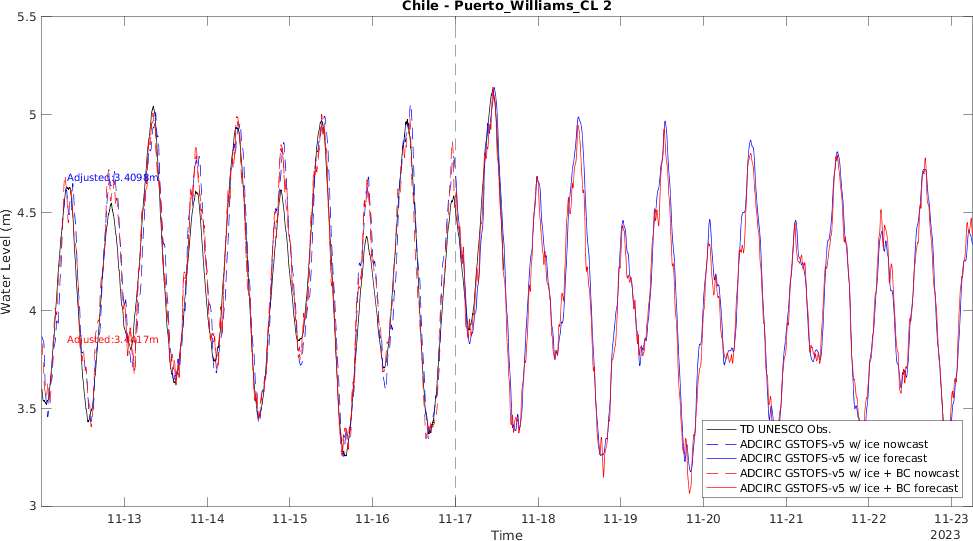 Chile - Puerto_Williams_CL 2
5.5
5
4.5
4
3.5
3
Water Level (m)
Adjusted:3.4098m
Adjusted:3.4417m
TD UNESCO Obs.
ADCIRC GSTOFS-v5 w/ ice nowcast
ADCIRC GSTOFS-v5 w/ ice forecast
ADCIRC GSTOFS-v5 w/ ice + BC nowcast
ADCIRC GSTOFS-v5 w/ ice + BC forecast
11-13 11-14 11-15 11-16 11-17 11-18 11-19 11-20 11-21 11-22 11-23
2023
Time